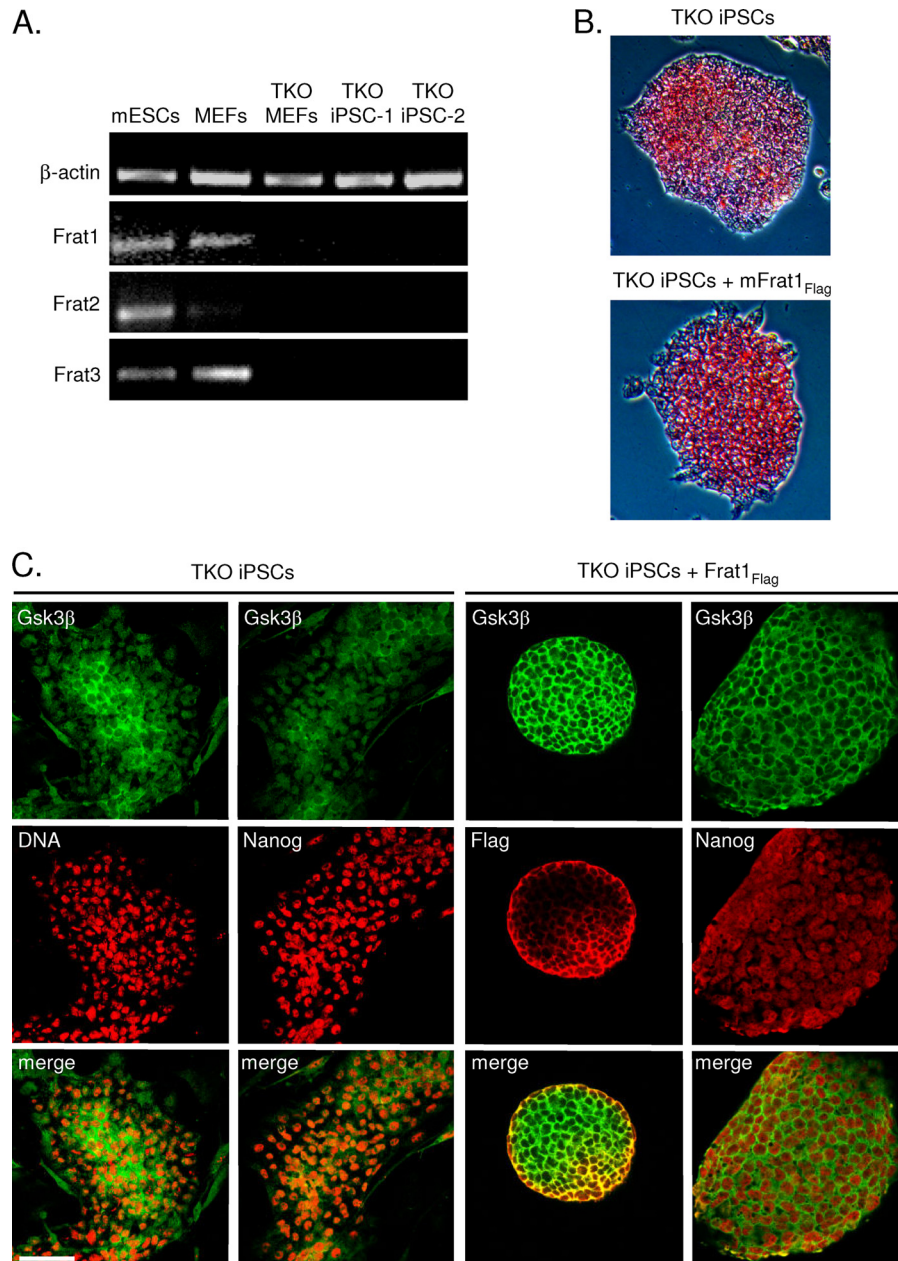 A.
TKO TKO TKO
mESCs MEFs MEFs iPSC-1 iPSC-2
β-actin
Frat1
Frat2
Frat3
B.
TKO iPSCs
TKO iPSCs + mFrat1Flag
C.
TKO iPSCs
TKO iPSCs + Frat1Flag
Gsk3β Gsk3β Gsk3β Gsk3β
DNA Nanog Flag Nanog
merge merge merge merge